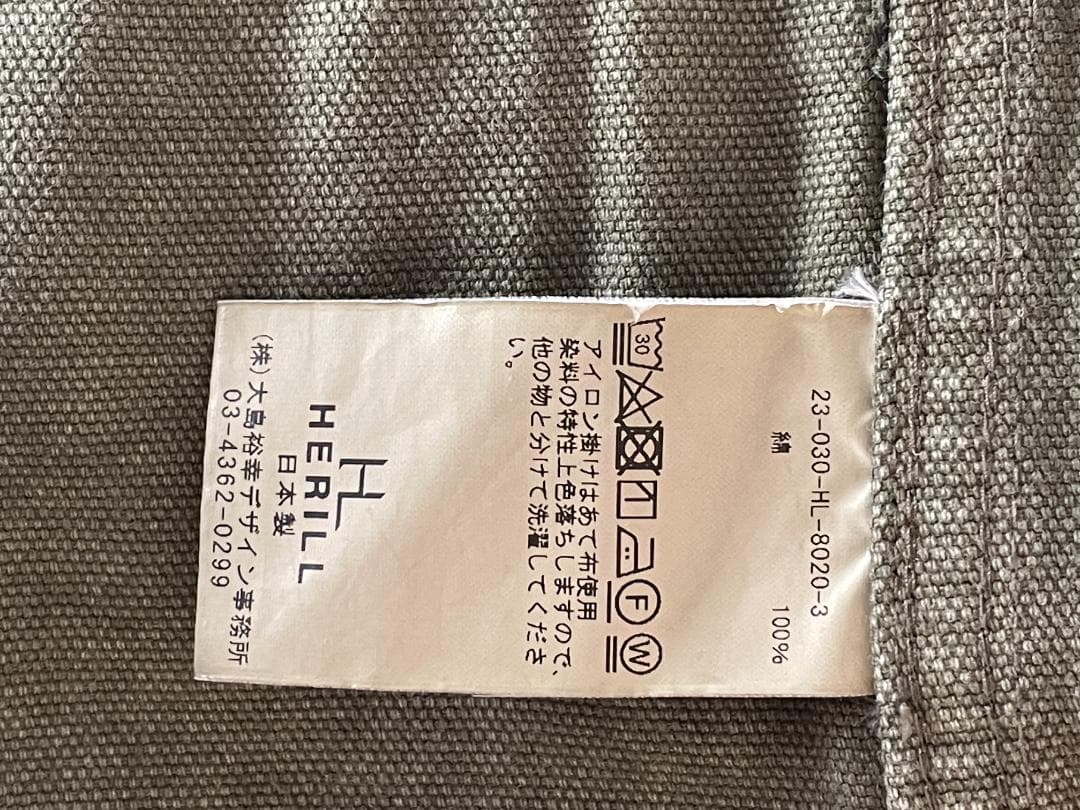 23-030-HL-8020-3
綿 100%
30
F
W
アイロン掛けはあて布使用
染料の特性上色落ちしますので、
他の物と分けて洗濯してくださ
い。
HL
HERILL
日本製
(株)大島裕幸デザイン事務所
03-4362-0299